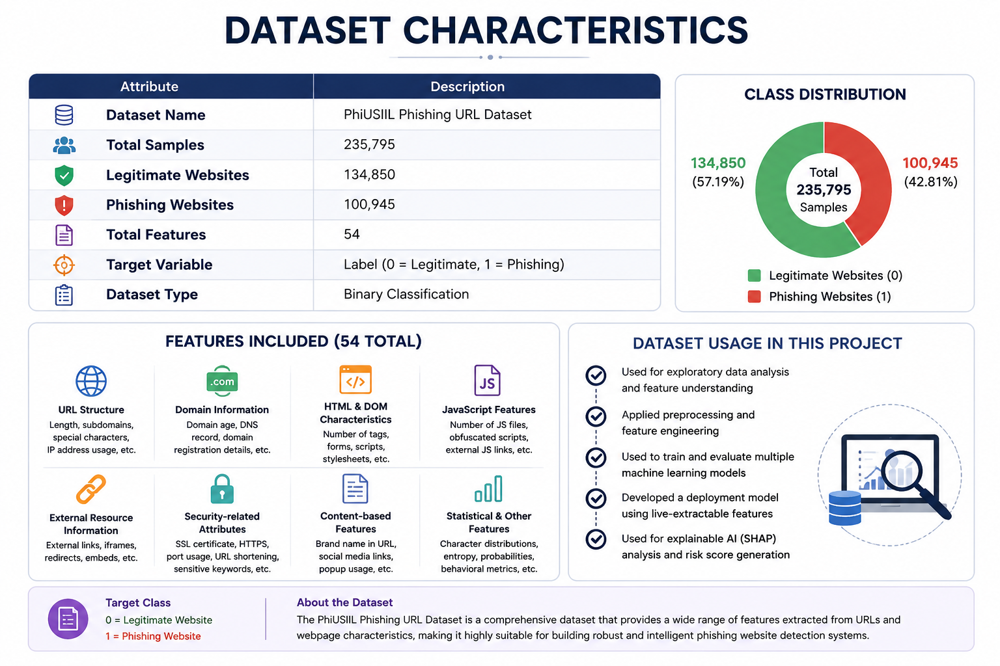 DATASET CHARACTERISTICS
Attribute
Description
Dataset Name
PhiUSIIL Phishing URL Dataset
Total Samples
235,795
Legitimate Websites
134,850
Phishing Websites
100,945
Total Features
54
Target Variable
Label (0 = Legitimate, 1 = Phishing)
Dataset Type
Binary Classification
CLASS DISTRIBUTION
134,850
(57.19%)
Total
235,795
Samples
100,945
(42.81%)
Legitimate Websites (0)
Phishing Websites (1)
FEATURES INCLUDED (54 TOTAL)
URL Structure
Length, subdomains,
special characters,
IP address usage, etc.
.com
Domain Information
Domain age, DNS
record, domain
registration details, etc.
</>
HTML & DOM
Characteristics
Number of tags,
forms, scripts,
stylesheets, etc.
JS
JavaScript Features
Number of JS files,
obfuscated scripts,
external JS links, etc.
External Resource
Information
External links, iframes,
redirects, embeds, etc.
Security-related
Attributes
SSL certificate, HTTPS,
port usage, URL shortening,
sensitive keywords, etc.
Content-based
Features
Brand name in URL,
social media links,
popup usage, etc.
Statistical & Other
Features
Character distributions,
entropy, probabilities,
behavioral metrics, etc.
DATASET USAGE IN THIS PROJECT
Used for exploratory data analysis
and feature understanding
Applied preprocessing and
feature engineering
Used to train and evaluate multiple
machine learning models
Developed a deployment model
using live-extractable features
Used for explainable AI (SHAP)
analysis and risk score generation
Target Class
0 = Legitimate Website
1 = Phishing Website
About the Dataset
The PhiUSIIL Phishing URL Dataset is a comprehensive dataset that provides a wide range of features extracted from URLs and
webpage characteristics, making it highly suitable for building robust and intelligent phishing website detection systems.